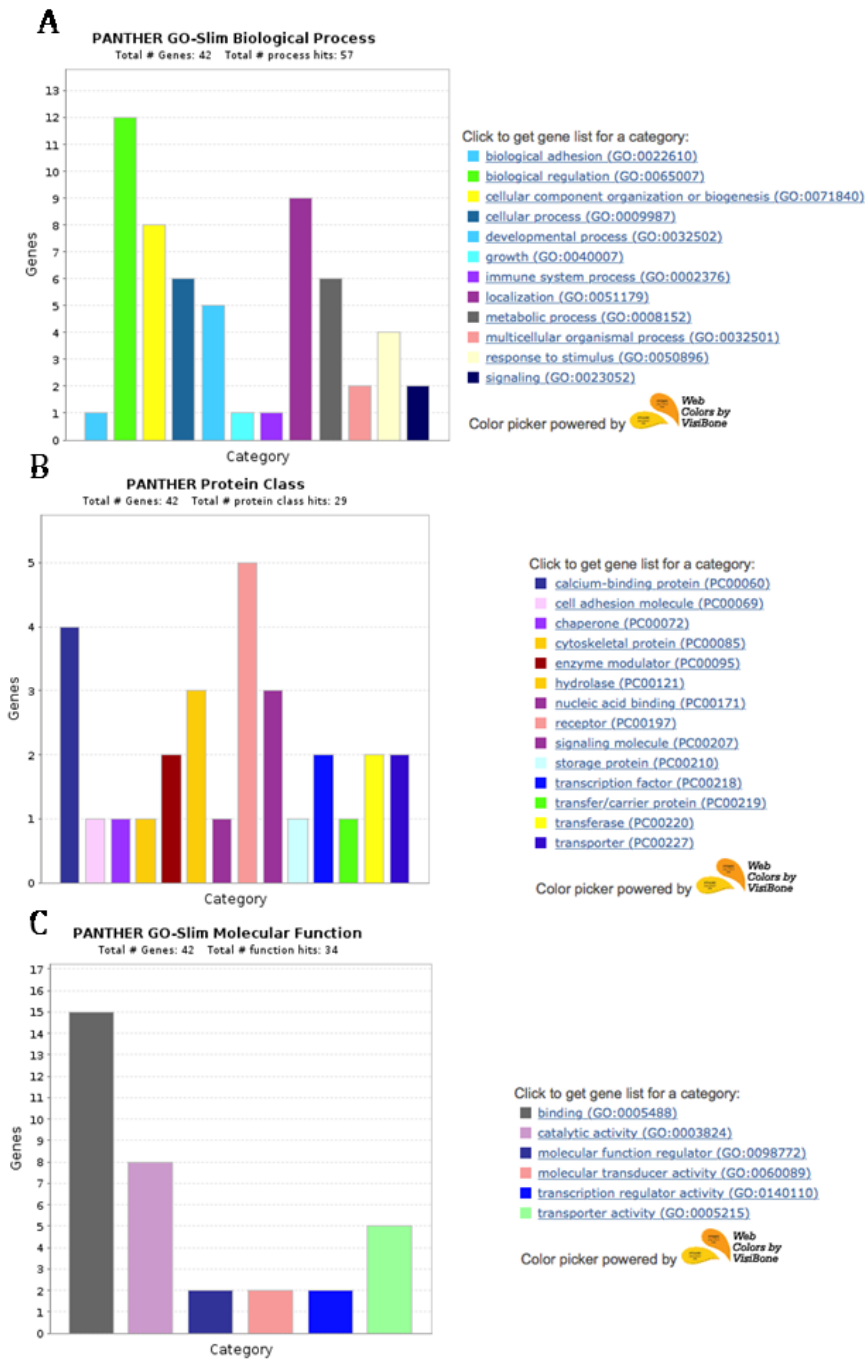 A
PANTHER GO-Slim Biological Process
Total # Genes: 42 Total # process hits: 57
13
12
11
10
9
8
7
6
5
4
3
2
1
0
Genes
Category
Click to get gene list for a category:
biological adhesion (GO:0022610)
biological regulation (GO:0065007)
cellular component organization or biogenesis (GO:0071840)
cellular process (GO:0009987)
developmental process (GO:0032502)
growth (GO:0040007)
immune system process (GO:0002376)
localization (GO:0051179)
metabolic process (GO:0008152)
multicellular organismal process (GO:0032501)
response to stimulus (GO:0050896)
signaling (GO:0023052)
Color picker powered by
Web
Colors by
VisiBone
B
PANTHER Protein Class
Total # Genes: 42 Total # protein class hits: 29
5
4
3
2
1
0
Genes
Category
Click to get gene list for a category:
calcium-binding protein (PC00060)
cell adhesion molecule (PC00069)
chaperone (PC00072)
cytoskeletal protein (PC00085)
enzyme modulator (PC00095)
hydrolase (PC00121)
nucleic acid binding (PC00171)
receptor (PC00197)
signaling molecule (PC00207)
storage protein (PC00210)
transcription factor (PC00218)
transfer/carrier protein (PC00219)
transferase (PC00220)
transporter (PC00227)
Color picker powered by
Web
Colors by
VisiBone
C
PANTHER GO-Slim Molecular Function
Total # Genes: 42 Total # function hits: 34
17
16
15
14
13
12
11
10
9
8
7
6
5
4
3
2
1
0
Genes
Category
Click to get gene list for a category:
binding (GO:0005488)
catalytic activity (GO:0003824)
molecular function regulator (GO:0098772)
molecular transducer activity (GO:0060089)
transcription regulator activity (GO:0140110)
transporter activity (GO:0005215)
Color picker powered by
Web
Colors by
VisiBone